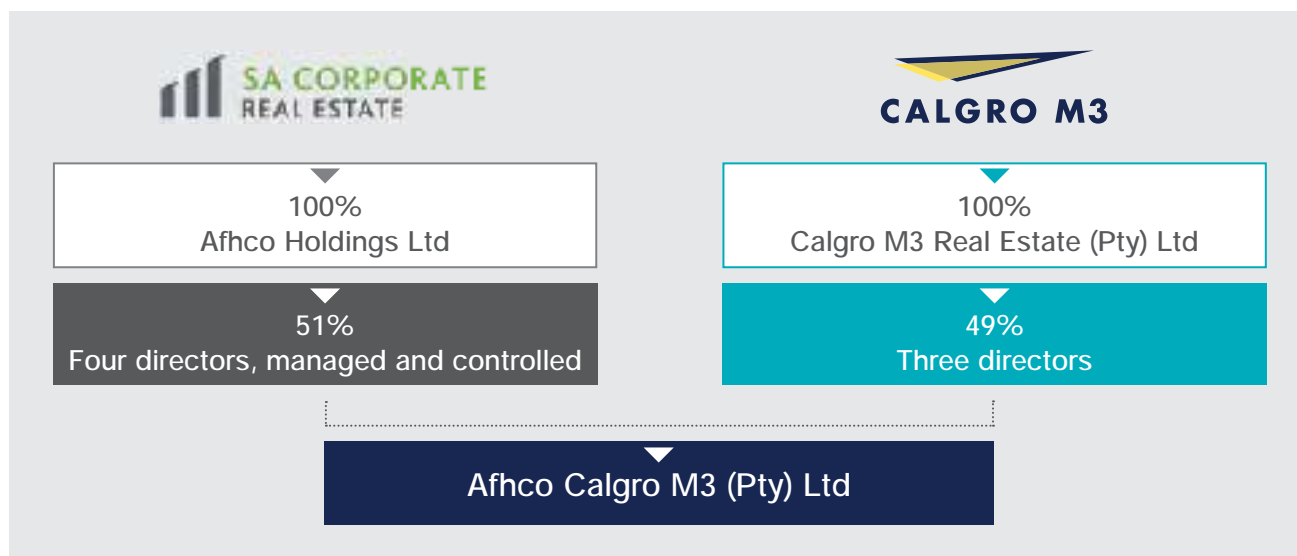 SA CORPORATE
REAL ESTATE
CALGRO M3
100%
Afhco Holdings Ltd
100%
Calgro M3 Real Estate (Pty) Ltd
51%
Four directors, managed and controlled
49%
Three directors
Afhco Calgro M3 (Pty) Ltd